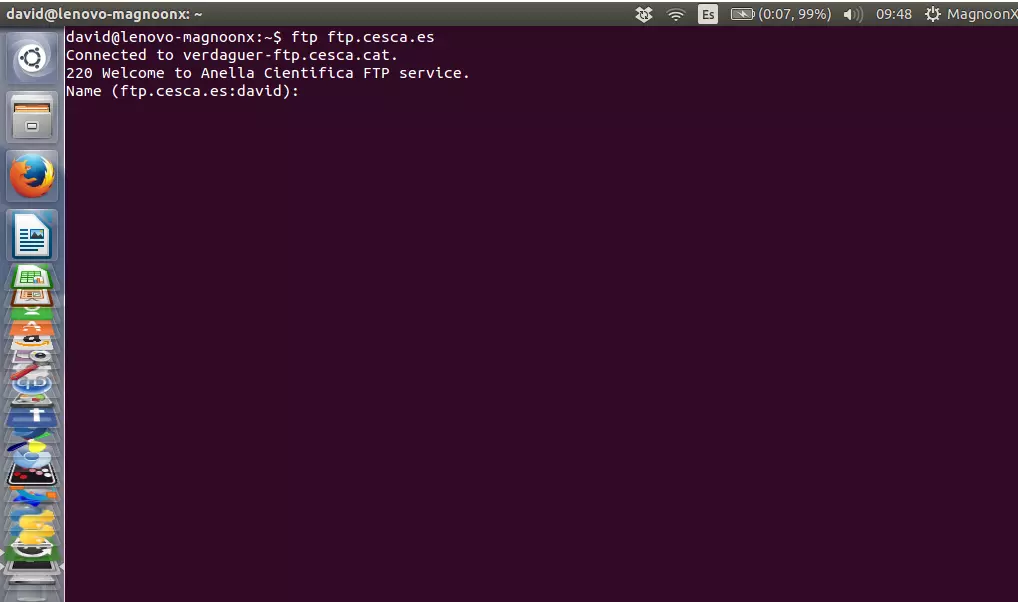 david@lenovo-magnoonx: ~
Es (0:07, 99%) 09:48 MagnoonX
david@lenovo-magnoonx:~$ ftp ftp.cesca.es
Connected to verdaguer-ftp.cesca.cat.
220 Welcome to Anella Cientifica FTP service.
Name (ftp.cesca.es:david):